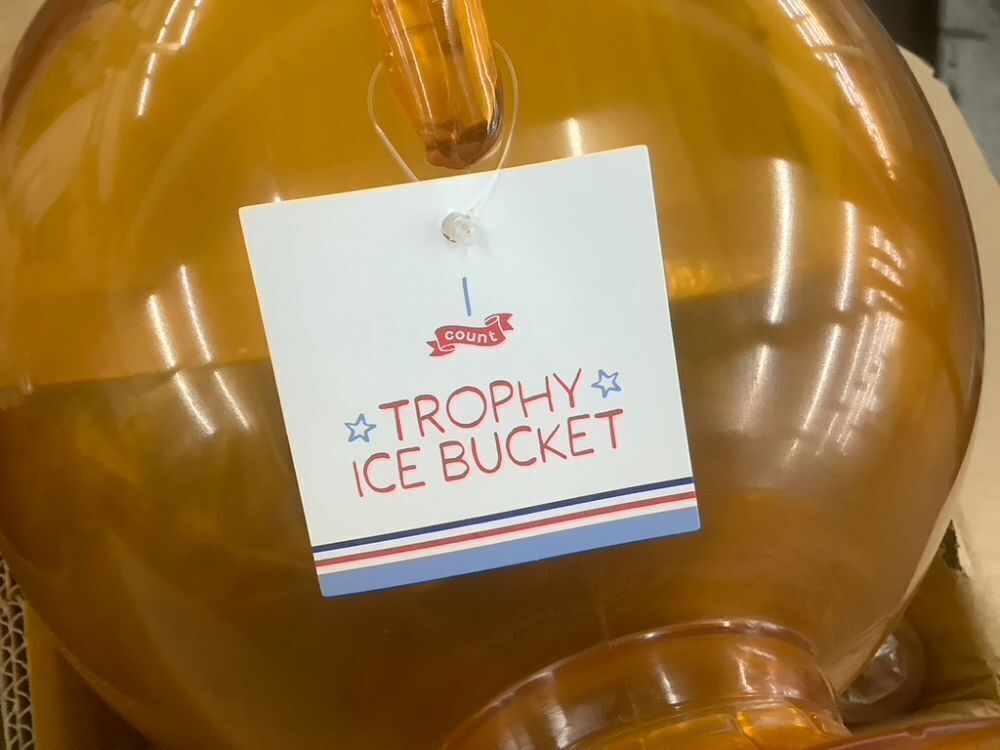 1
count
TROPHY
ICE BUCKET